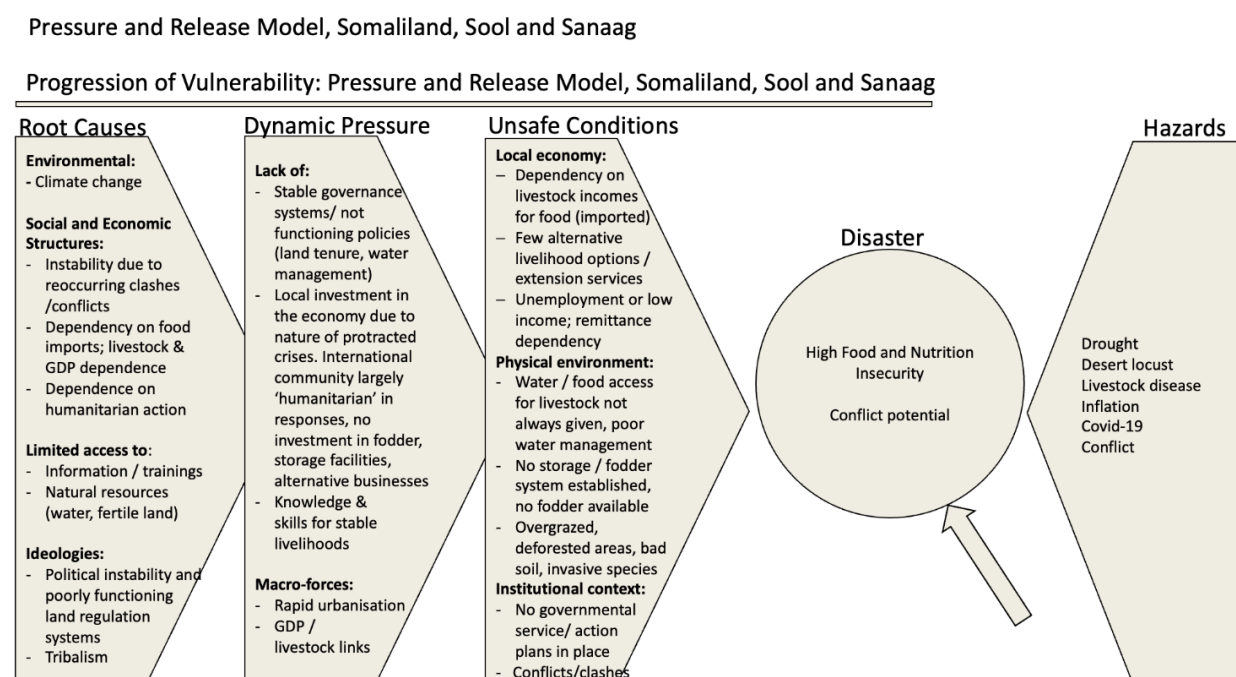 Pressure and Release Model, Somaliland, Sool and Sanaag
Progression of Vulnerability: Pressure and Release Model, Somaliland, Sool and Sanaag
Root Causes
Environmental:
- Climate change
Social and Economic
Structures:
- Instability due to
reoccurring clashes
/conflicts
- Dependency on food
imports; livestock &
GDP dependence
- Dependence on
humanitarian action
Limited access to:
- Information / trainings
- Natural resources
(water, fertile land)
Ideologies:
- Political instability and
poorly functioning
land regulation
systems
- Tribalism
Dynamic Pressure
Lack of:
- Stable governance
systems/ not
functioning policies
(land tenure, water
management)
- Local investment in
the economy due to
nature of protracted
crises. International
community largely
‘humanitarian’ in
responses, no
investment in fodder,
storage facilities,
alternative businesses
- Knowledge &
skills for stable
livelihoods
Macro-forces:
- Rapid urbanisation
- GDP /
livestock links
Unsafe Conditions
Local economy:
– Dependency on
livestock incomes
for food (imported)
– Few alternative
livelihood options /
extension services
– Unemployment or low
income; remittance
dependency
Physical environment:
- Water / food access
for livestock not
always given, poor
water management
- No storage / fodder
system established,
no fodder available
- Overgrazed,
deforested areas, bad
soil, invasive species
Institutional context:
- No governmental
service/ action
plans in place
- Conflicts/clashes
Disaster
High Food and Nutrition
Insecurity
Conflict potential
Hazards
Drought
Desert locust
Livestock disease
Inflation
Covid-19
Conflict